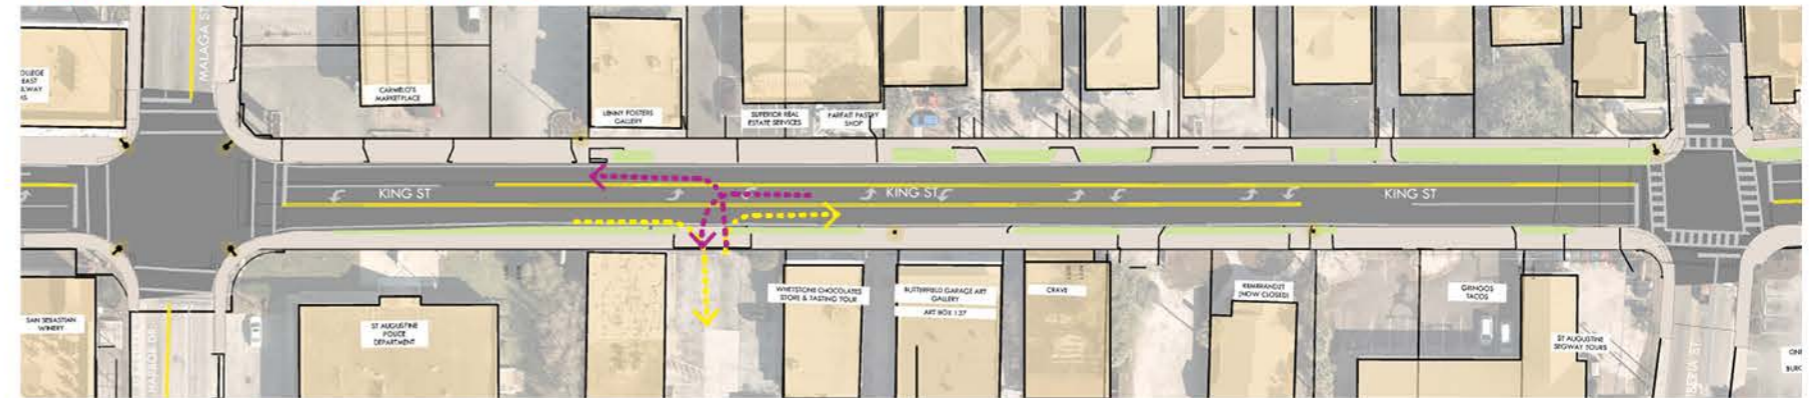 MALAGA ST
CARMELO'S
MARKETPLACE
LENNY FOSTERS
GALLERY
SUPERIOR REAL
ESTATE SERVICES
PARFAIT PASTRY
SHOP
KING ST
KING ST
KING ST
SAN SEBASTIAN
WINERY
ST AUGUSTINE
POLICE
DEPARTMENT
WHETSTONE CHOCOLATES
STORE & TASTING TOUR
BUTTERFIELD GARAGE ART
GALLERY
ART BOX 137
CRAVE
REMBRANDTZ
(NOW CLOSED)
GRINGOS
TACOS
ST AUGUSTINE
SEGWAY TOURS